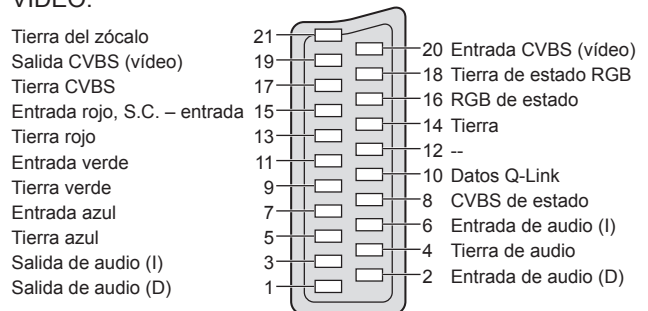 VIDEO:
Tierra del zócalo 21
Salida CVBS (vídeo) 19
Tierra CVBS 17
Entrada rojo, S.C. – entrada 15
Tierra rojo 13
Entrada verde 11
Tierra verde 9
Entrada azul 7
Tierra azul 5
Salida de audio (I) 3
Salida de audio (D) 1
20 Entrada CVBS (vídeo)
18 Tierra de estado RGB
16 RGB de estado
14 Tierra
12 --
10 Datos Q-Link
8 CVBS de estado
6 Entrada de audio (I)
4 Tierra de audio
2 Entrada de audio (D)